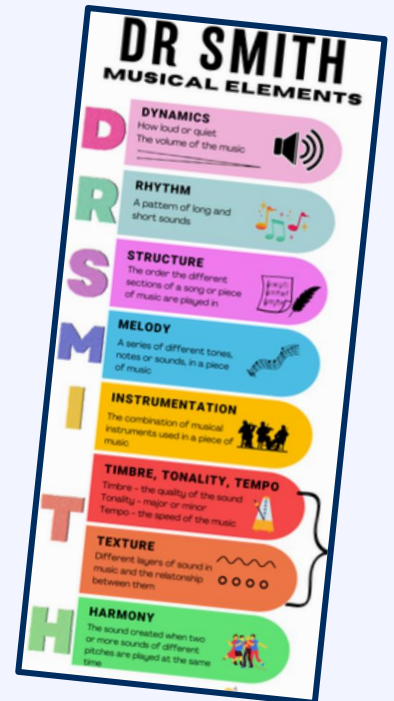 DR SMITH
MUSICAL ELEMENTS
D
DYNAMICS
How loud or quiet
The volume of the music
R
RHYTHM
A pattern of long and
short sounds
S
STRUCTURE
The order the different
sections of a song or piece
of music are played in
M
MELODY
A series of different tones,
notes or sounds, in a piece
of music
I
INSTRUMENTATION
The combination of musical
instruments used in a piece of
music
T
TIMBRE, TONALITY, TEMPO
Timbre - the quality of the sound
Tonality - major or minor
Tempo - the speed of the music
TEXTURE
Different layers of sound in
music and the relatonship
between them
H
HARMONY
The sound created when two
or more sounds of different
pitches are played at the same
time